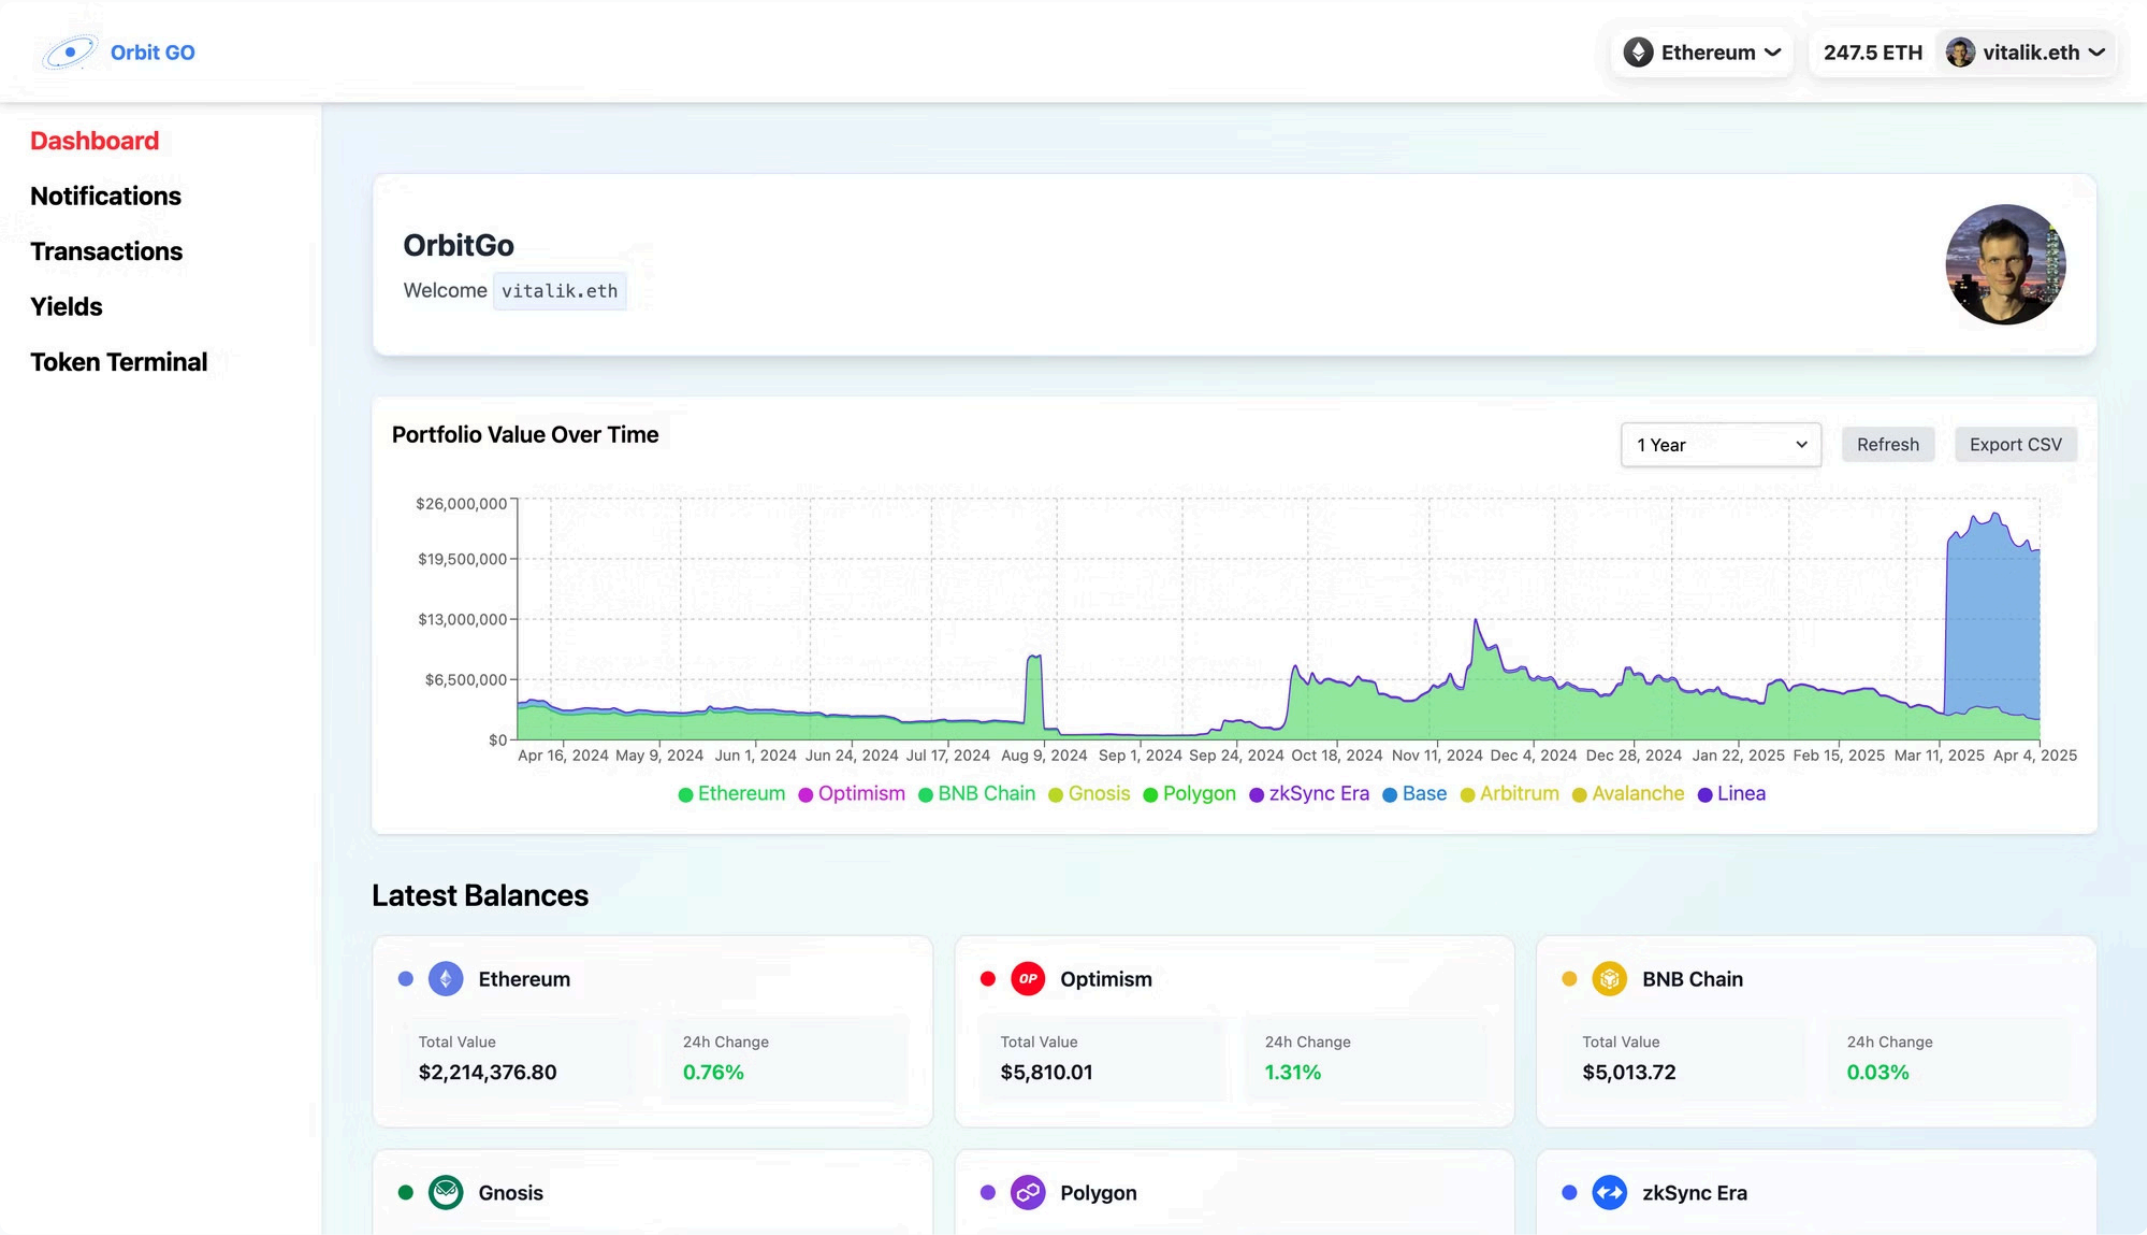 Orbit GO
Ethereum
247.5 ETH
vitalik.eth
Dashboard
Notifications
Transactions
Yields
Token Terminal
OrbitGo
Welcome vitalik.eth
Portfolio Value Over Time
1 Year
Refresh
Export CSV
$26,000,000
$19,500,000
$13,000,000
$6,500,000
$0
Apr 16, 2024 May 9, 2024 Jun 1, 2024 Jun 24, 2024 Jul 17, 2024 Aug 9, 2024 Sep 1, 2024 Sep 24, 2024 Oct 18, 2024 Nov 11, 2024 Dec 4, 2024 Dec 28, 2024 Jan 22, 2025 Feb 15, 2025 Mar 11, 2025 Apr 4, 2025
Ethereum Optimism BNB Chain Gnosis Polygon zkSync Era Base Arbitrum Avalanche Linea
Latest Balances
Ethereum
Total Value
$2,214,376.80
24h Change
0.76%
OP
Optimism
Total Value
$5,810.01
24h Change
1.31%
BNB Chain
Total Value
$5,013.72
24h Change
0.03%
Gnosis
Polygon
zkSync Era